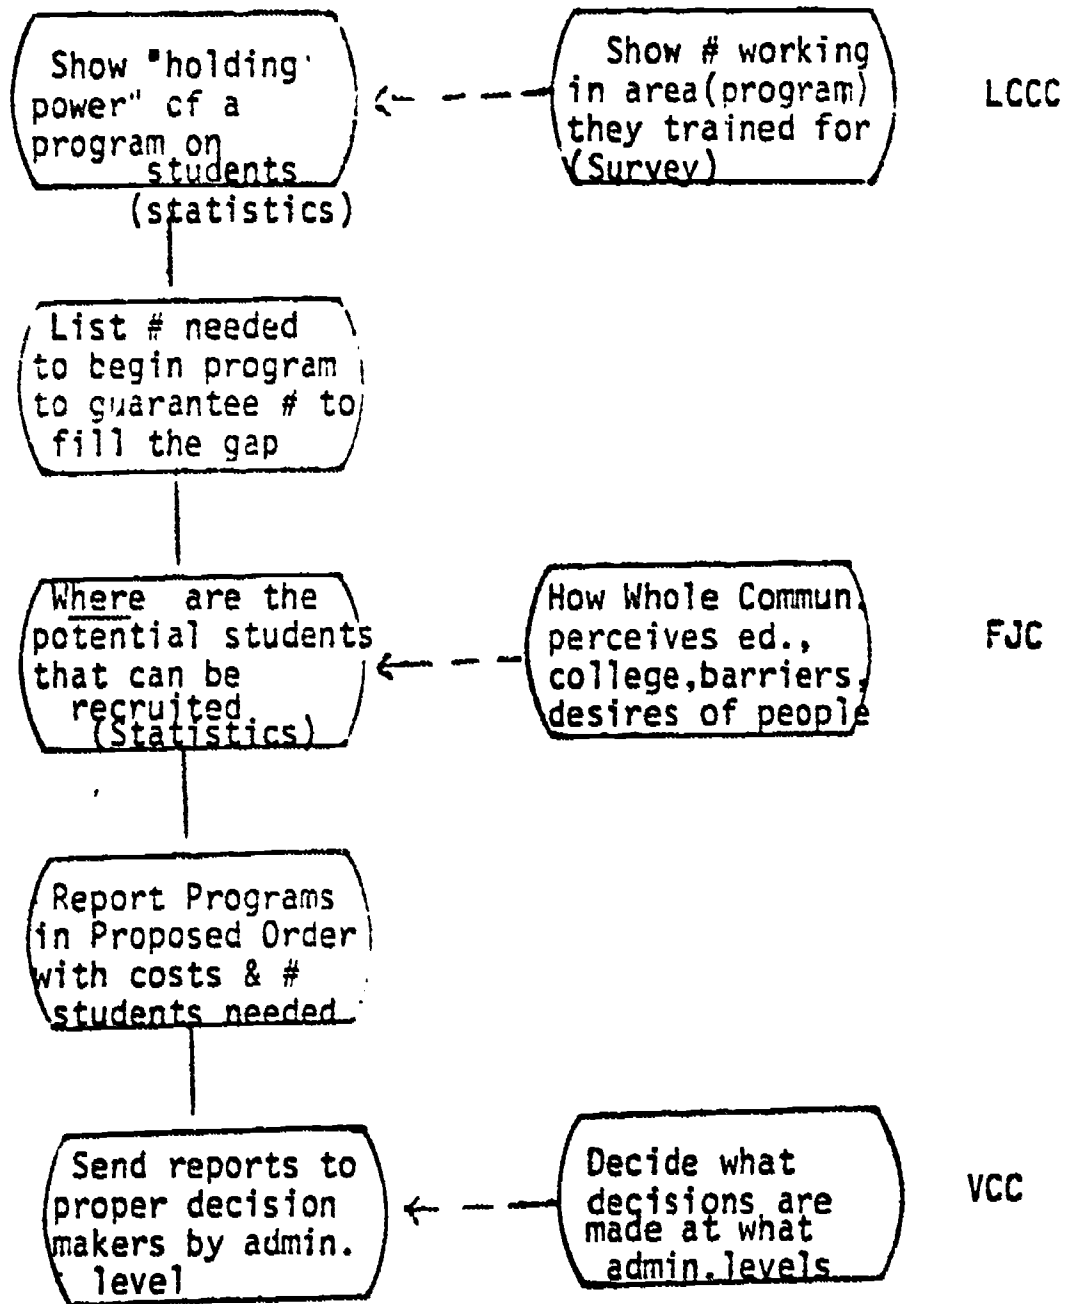 Show "holding
power" of a
program on
students
(statistics)
Show # working
in area(program)
they trained for
(Survey)
LCCC
List # needed
to begin program
to guarantee # to
fill the gap
Where are the
potential students
that can be
recruited
(Statistics)
How Whole Commun.
perceives ed.,
college,barriers,
desires of people
FJC
Report Programs
in Proposed Order
with costs & #
students needed
Send reports to
proper decision
makers by admin.
level
Decide what
decisions are
made at what
admin.levels
VCC